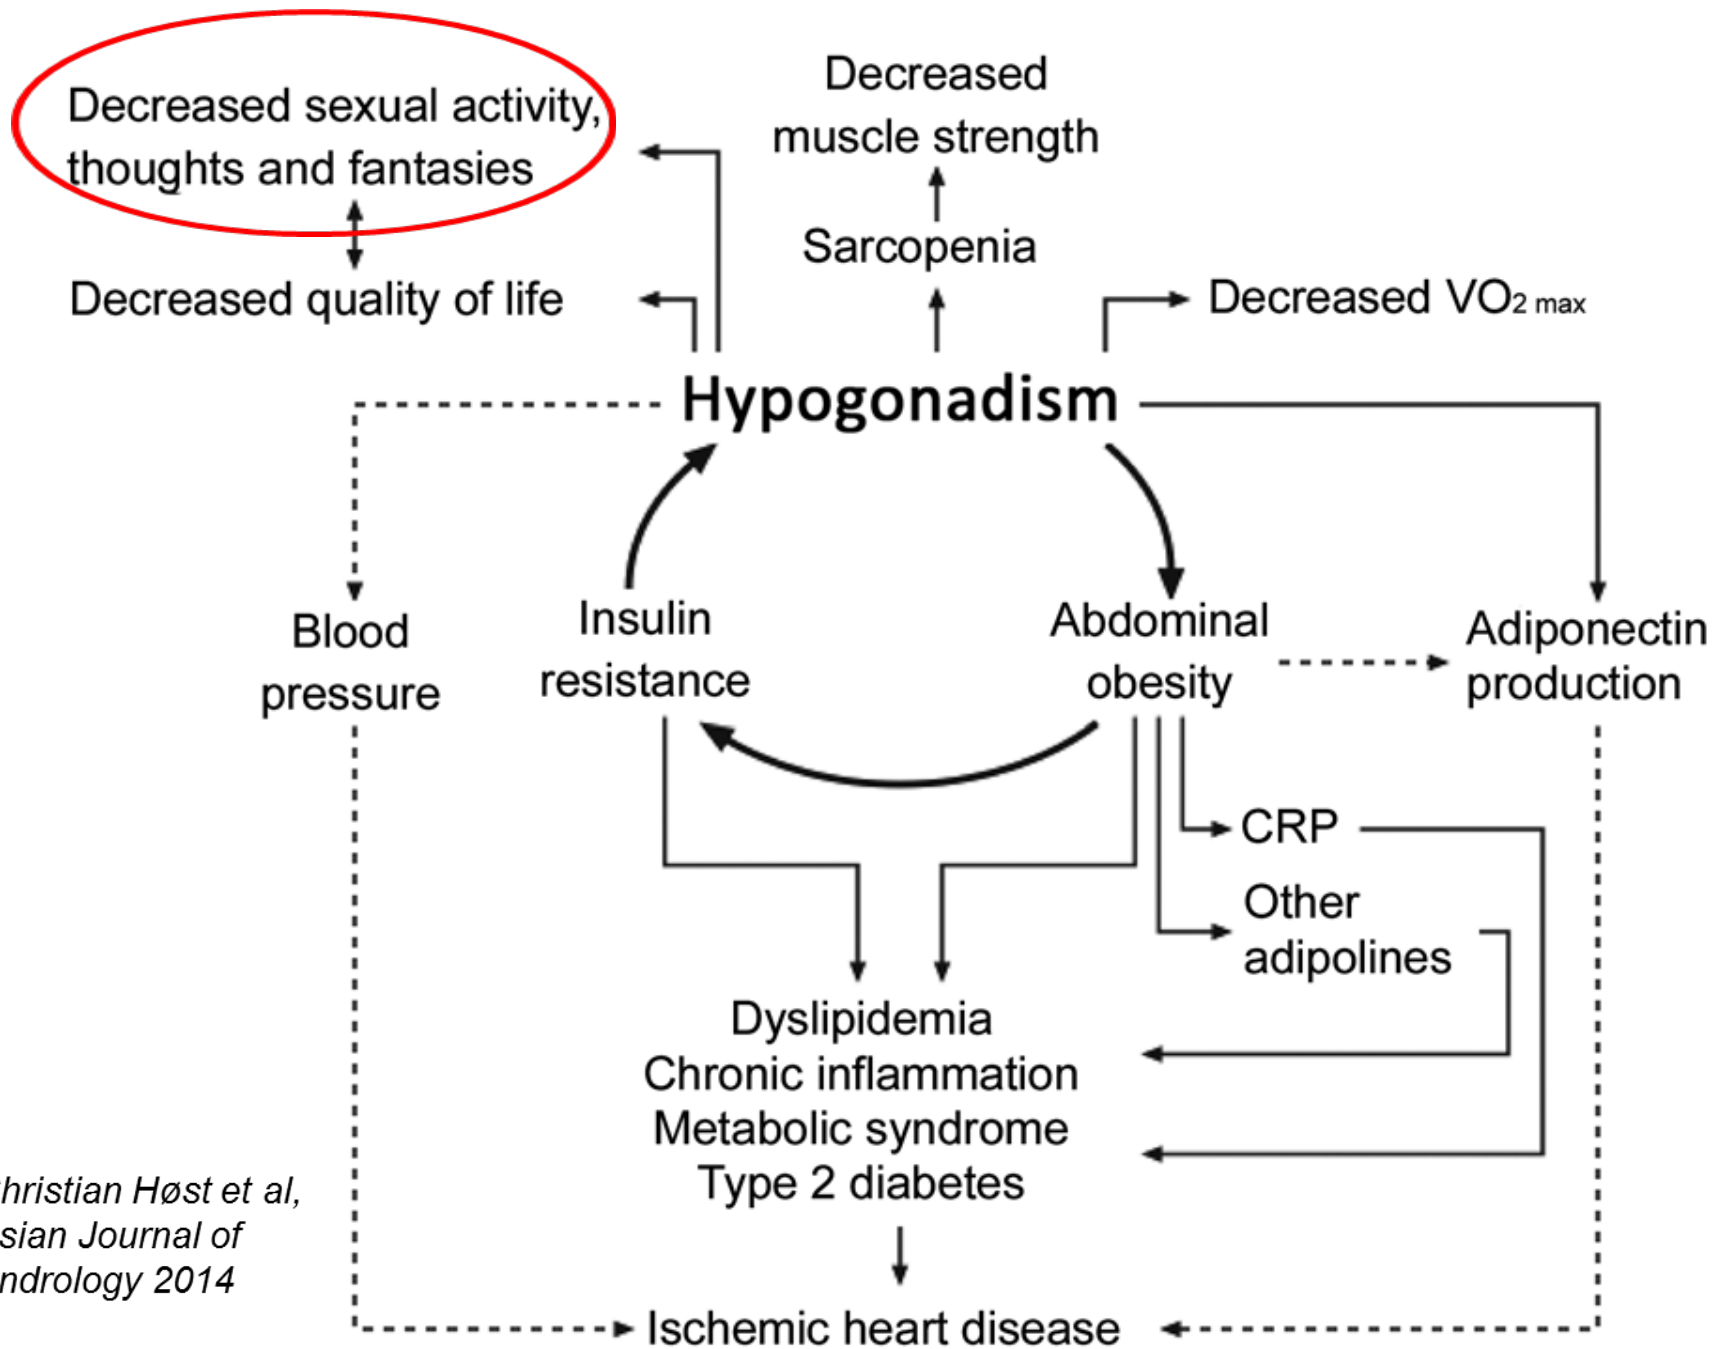 Decreased sexual activity,
thoughts and fantasies
Decreased quality of life
Decreased
muscle strength
Sarcopenia
Decreased VO2 max
Hypogonadism
Blood
pressure
Insulin
resistance
Abdominal
obesity
Adiponectin
production
CRP
Other
adipolines
Dyslipidemia
Chronic inflammation
Metabolic syndrome
Type 2 diabetes
Ischemic heart disease
hristian Høst et al,
sian Journal of
ndrology 2014